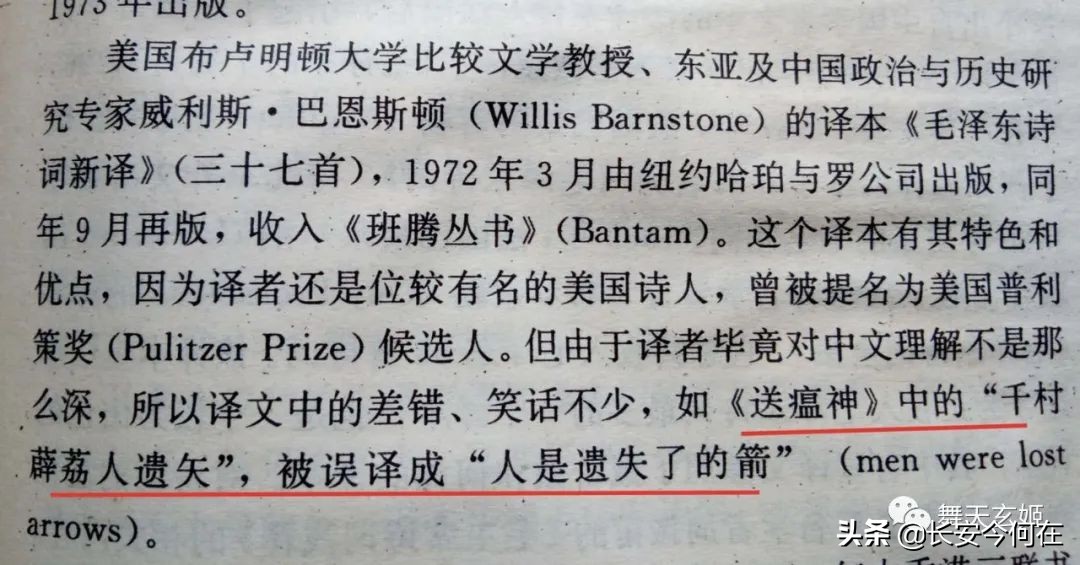 1973年出版。
美国布卢明顿大学比较文学教授、东亚及中国政治与历史研
究专家威利斯·巴恩斯顿（Willis Barnstone）的译本《毛泽东诗
词新译》（三十七首），1972年3月由纽约哈珀与罗公司出版，同
年9月再版，收入《班腾丛书》（Bantam）。这个译本有其特色和
优点，因为译者还是位较有名的美国诗人，曾被提名为美国普利
策奖（Pulitzer Prize）候选人。但由于译者毕竟对中文理解不是那
么深，所以译文中的差错、笑话不少，如《送瘟神》中的“千村
薜荔人遗矢”，被误译成“人是遗失了的箭”（men were lost
arrows）。
舞天玄姬
头条 @长安今何在